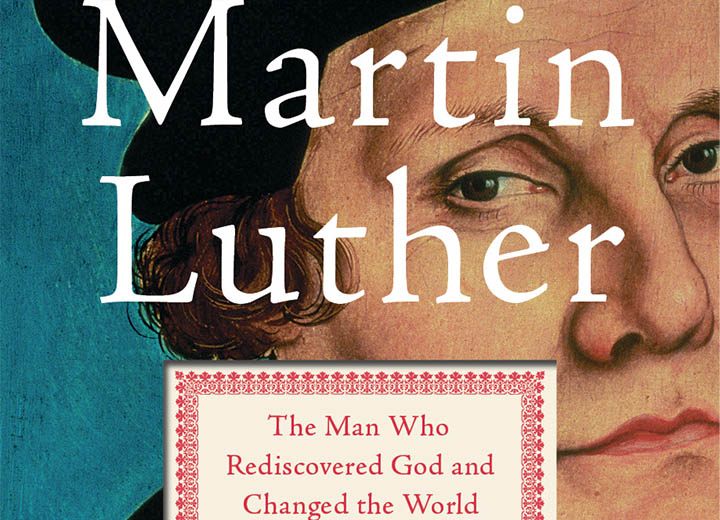 Martin
Luther
The Man Who
Rediscovered God and
Changed the World